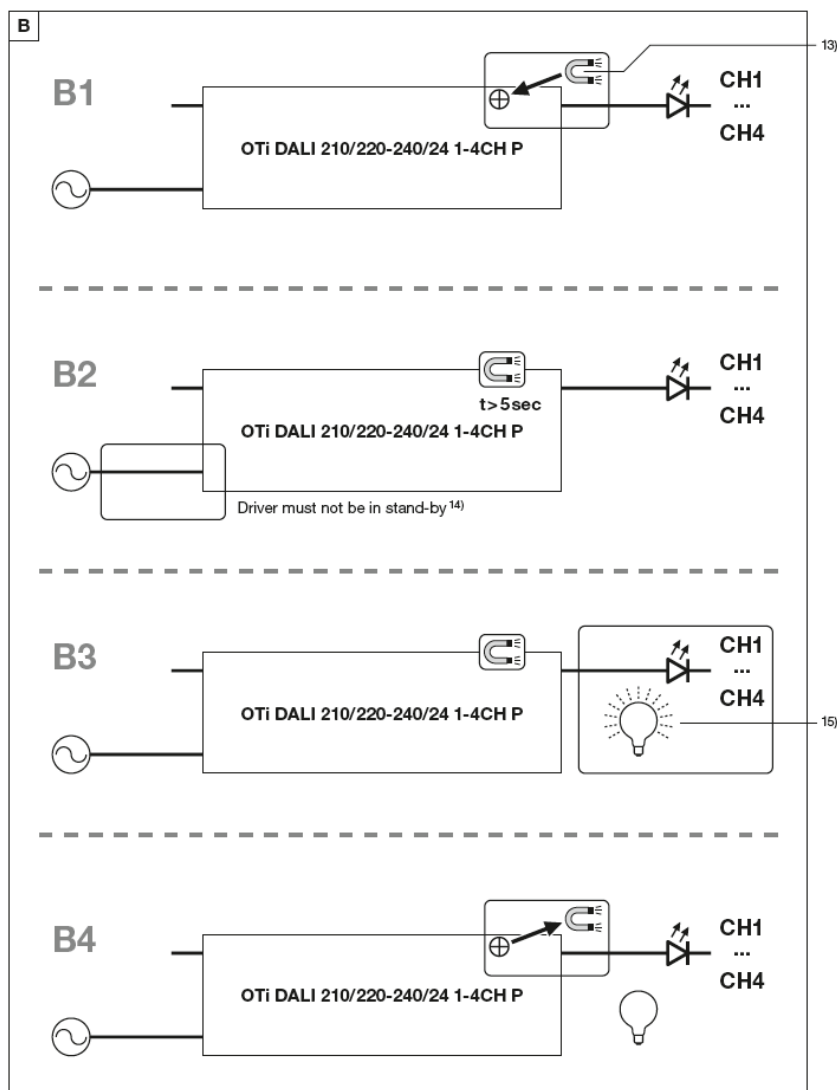 B
B1
13)
CH1
...
CH4
OTi DALI 210/220-240/24 1-4CH P
B2
CH1
...
CH4
t>5sec
OTi DALI 210/220-240/24 1-4CH P
Driver must not be in stand-by 14)
B3
CH1
...
CH4
OTi DALI 210/220-240/24 1-4CH P
15)
B4
CH1
...
CH4
OTi DALI 210/220-240/24 1-4CH P